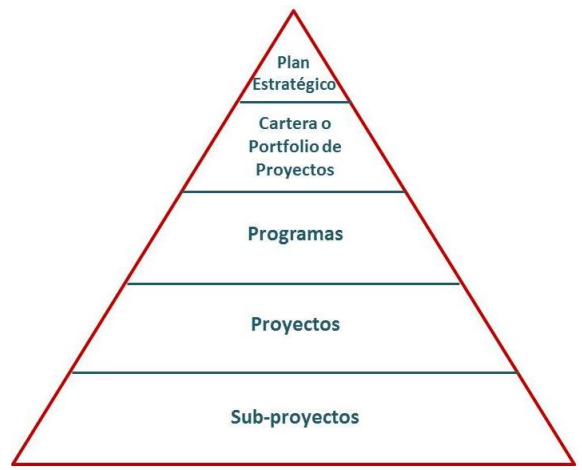 Plan
Estratégico
Cartera o
Portfolio de
Proyectos
Programas
Proyectos
Sub-proyectos